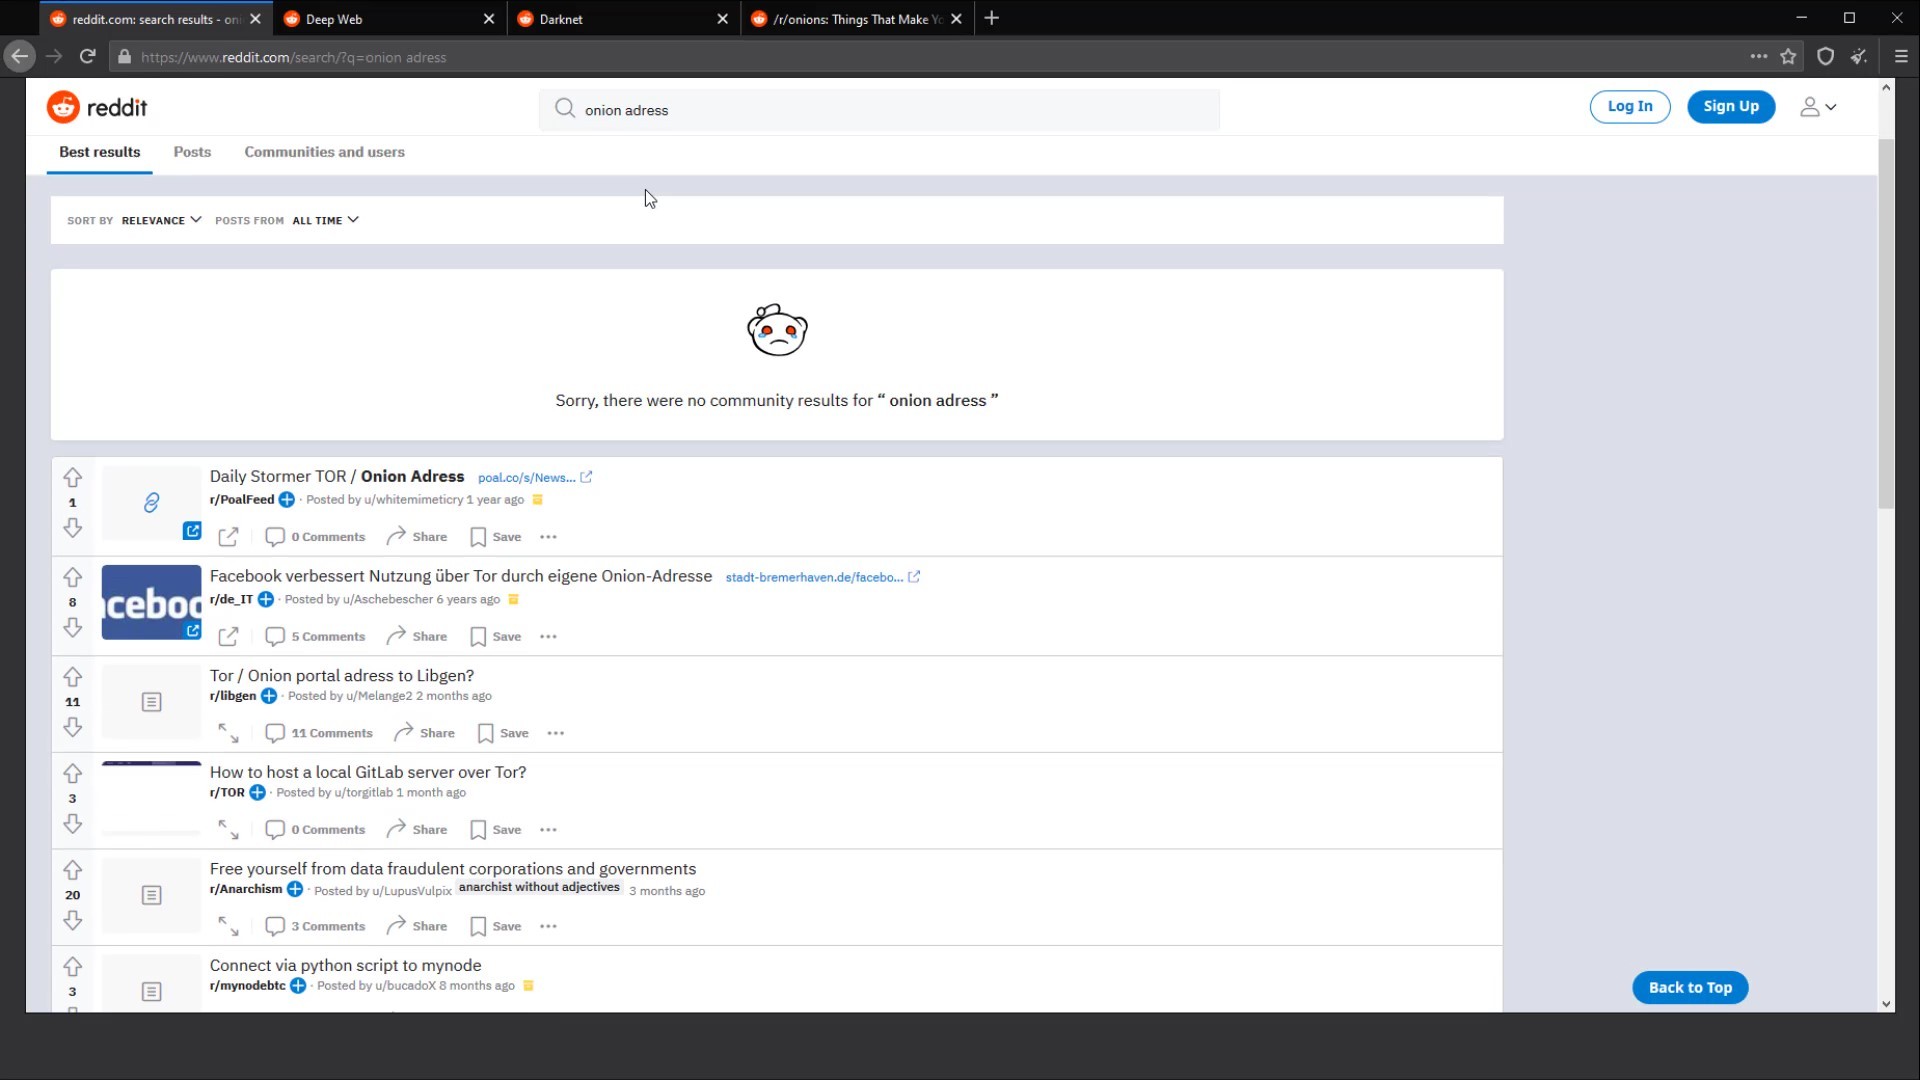 reddit.com: search results - oni
Deep Web
Darknet
/r/onions: Things That Make Yo
https://www.reddit.com/search/?q=onion adress
reddit
onion adress
Log In
Sign Up
Best results
Posts
Communities and users
SORT BY RELEVANCE POSTS FROM ALL TIME
Sorry, there were no community results for “ onion adress ”
1
Daily Stormer TOR / Onion Adress poal.co/s/News...
r/PoalFeed · Posted by u/whitemimeticry 1 year ago
0 Comments Share Save
8
cebook
Facebook verbessert Nutzung über Tor durch eigene Onion-Adresse stadt-bremerhaven.de/facebo...
r/de_IT · Posted by u/Aschebescher 6 years ago
5 Comments Share Save
11
Tor / Onion portal adress to Libgen?
r/libgen · Posted by u/Melange2 2 months ago
11 Comments Share Save
3
How to host a local GitLab server over Tor?
r/TOR · Posted by u/torgitlab 1 month ago
0 Comments Share Save
20
Free yourself from data fraudulent corporations and governments
r/Anarchism · Posted by u/LupusVulpix anarchist without adjectives 3 months ago
3 Comments Share Save
3
Connect via python script to mynode
r/mynodebtc · Posted by u/bucadoX 8 months ago
Back to Top